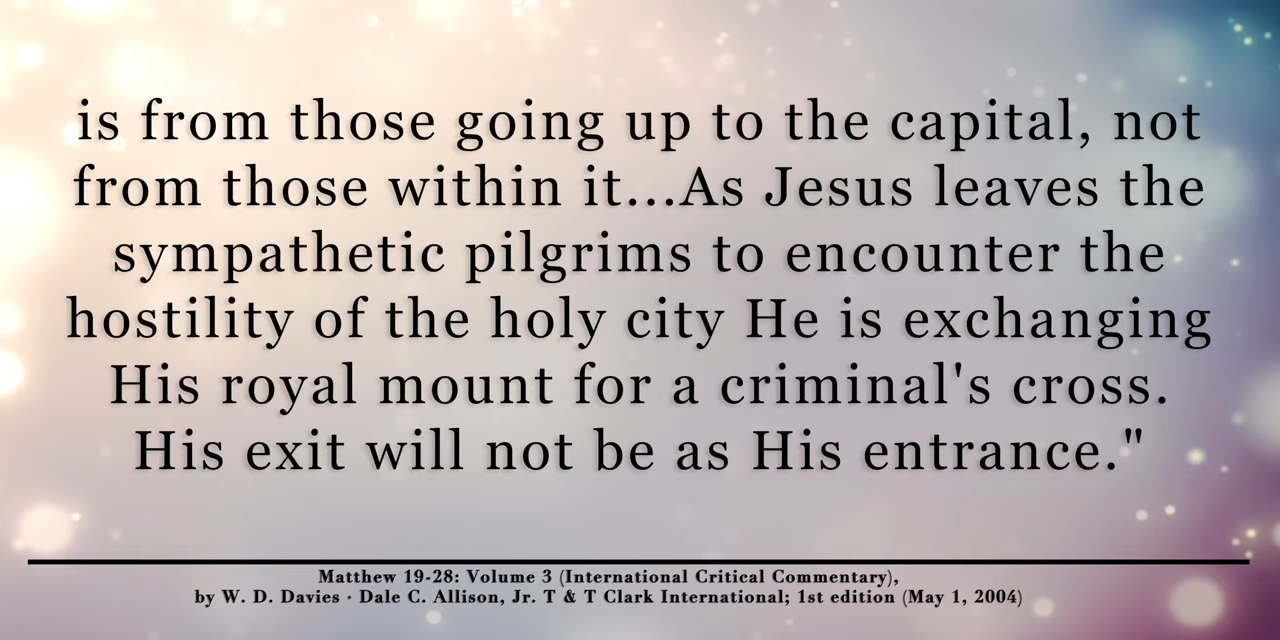 is from those going up to the capital, not
from those within it...As Jesus leaves the
sympathetic pilgrims to encounter the
hostility of the holy city He is exchanging
His royal mount for a criminal's cross.
His exit will not be as His entrance."
Matthew 19-28: Volume 3 (International Critical Commentary),
by W. D. Davies · Dale C. Allison, Jr. T & T Clark International; 1st edition (May 1, 2004)